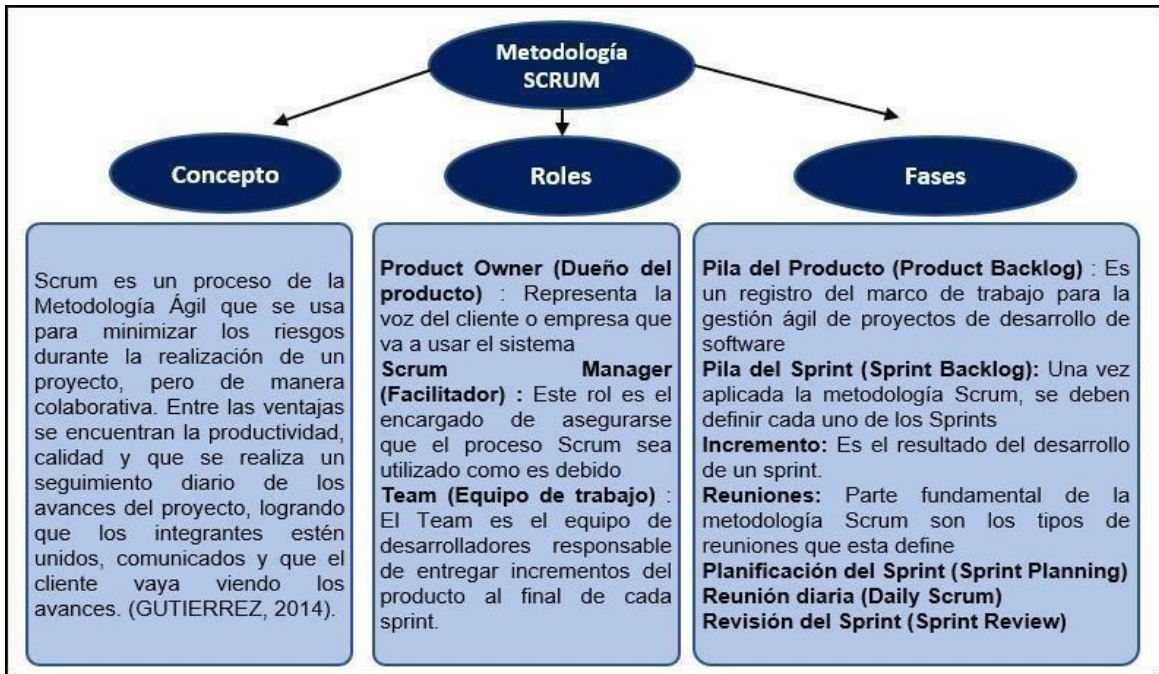 Metodología
SCRUM
Concepto
Roles
Fases
Scrum es un proceso de la
Metodología Ágil que se usa
para minimizar los riesgos
durante la realización de un
proyecto, pero de manera
colaborativa. Entre las ventajas
se encuentran la productividad,
calidad y que se realiza un
seguimiento diario de los
avances del proyecto, logrando
que los integrantes estén
unidos, comunicados y que el
cliente vaya viendo los
avances. (GUTIERREZ, 2014).
Product Owner (Dueño del
producto) : Representa la
voz del cliente o empresa que
va a usar el sistema
Scrum Manager
(Facilitador) : Este rol es el
encargado de asegurarse
que el proceso Scrum sea
utilizado como es debido
Team (Equipo de trabajo) :
El Team es el equipo de
desarrolladores responsable
de entregar incrementos del
producto al final de cada
sprint.
Pila del Producto (Product Backlog) : Es
un registro del marco de trabajo para la
gestión ágil de proyectos de desarrollo de
software
Pila del Sprint (Sprint Backlog): Una vez
aplicada la metodología Scrum, se deben
definir cada uno de los Sprints
Incremento: Es el resultado del desarrollo
de un sprint.
Reuniones: Parte fundamental de la
metodología Scrum son los tipos de
reuniones que esta define
Planificación del Sprint (Sprint Planning)
Reunión diaria (Daily Scrum)
Revisión del Sprint (Sprint Review)